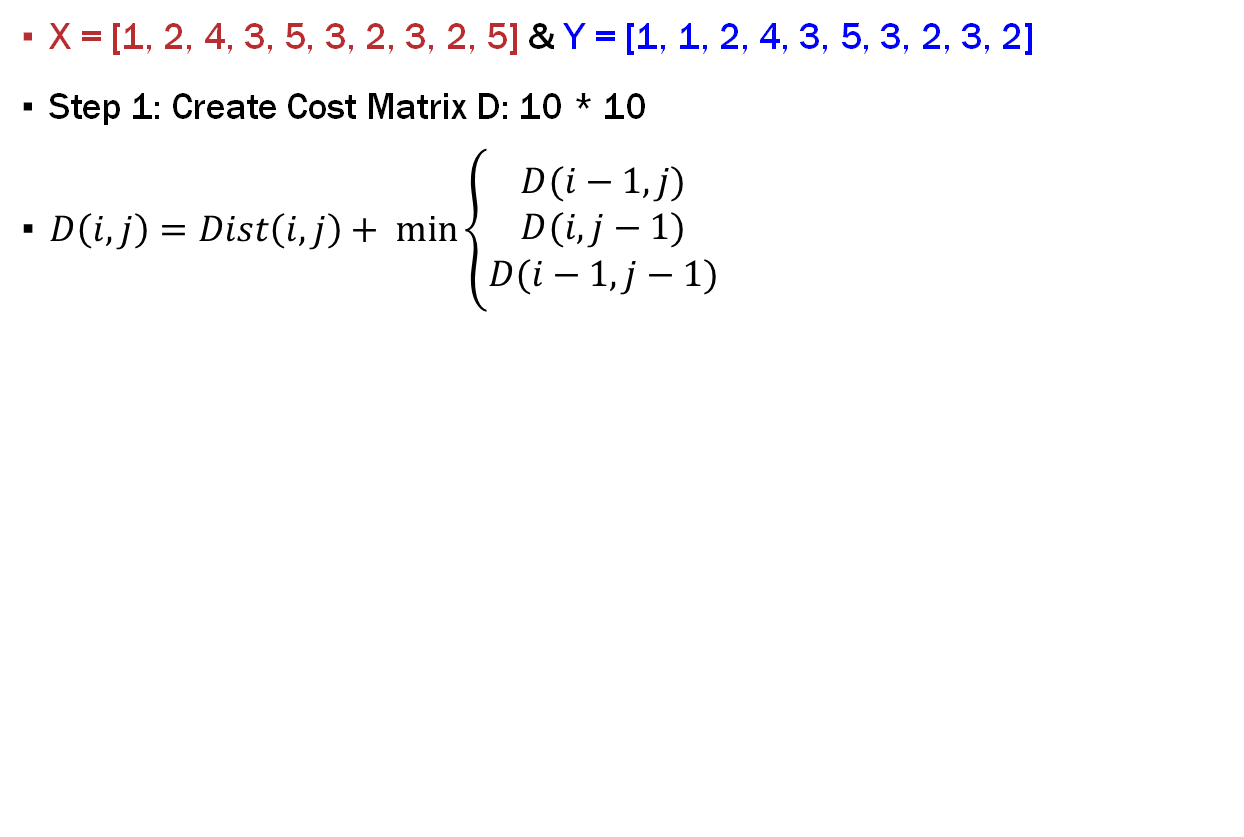 ▪ X = [1, 2, 4, 3, 5, 3, 2, 3, 2, 5] & Y = [1, 1, 2, 4, 3, 5, 3, 2, 3, 2]
▪ Step 1: Create Cost Matrix D: 10 * 10
D(i − 1, j)
▪ D(i, j) = Dist(i, j) + min { D(i, j − 1)
D(i − 1, j − 1)